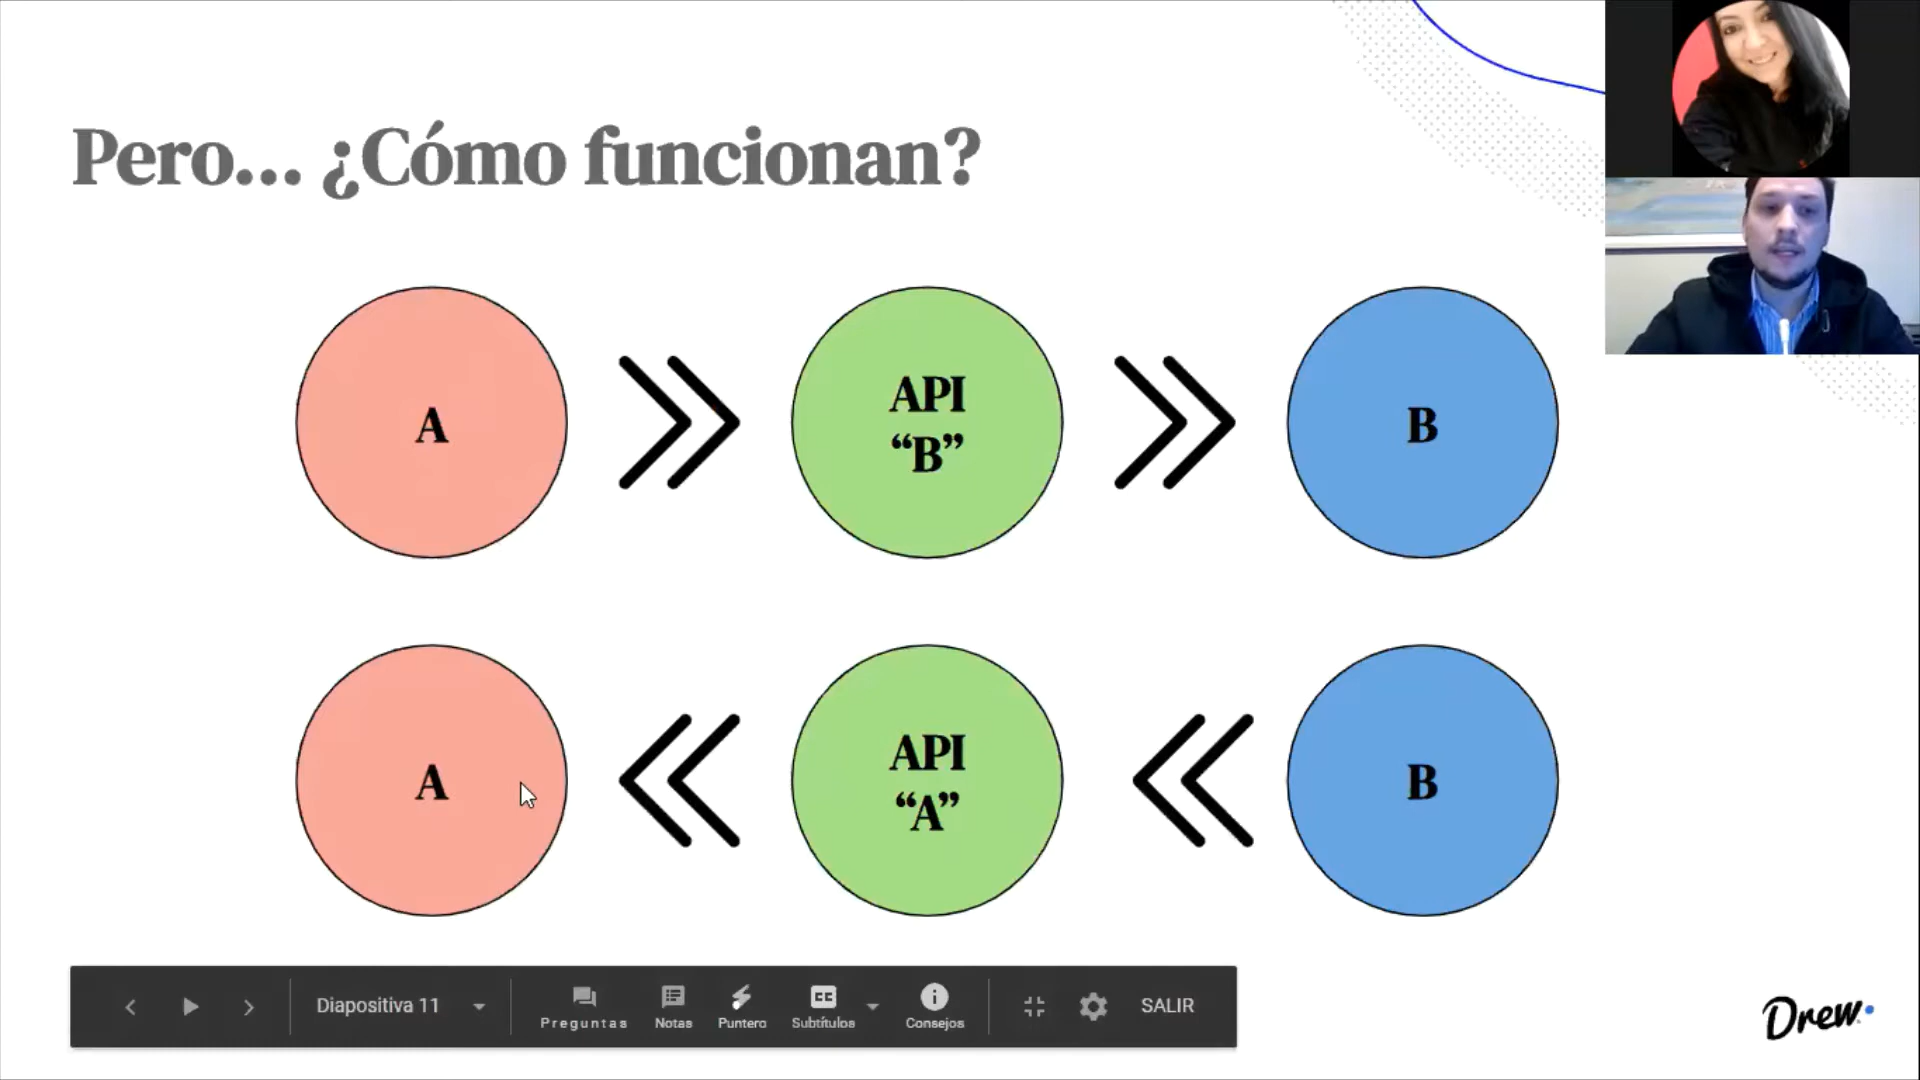 Pero... ¿Cómo funcionan?
A
API
“B”
B
A
API
“A”
B
Diapositiva 11
Preguntas
Notas
Puntero
Subtítulos
Consejos
SALIR
Drew